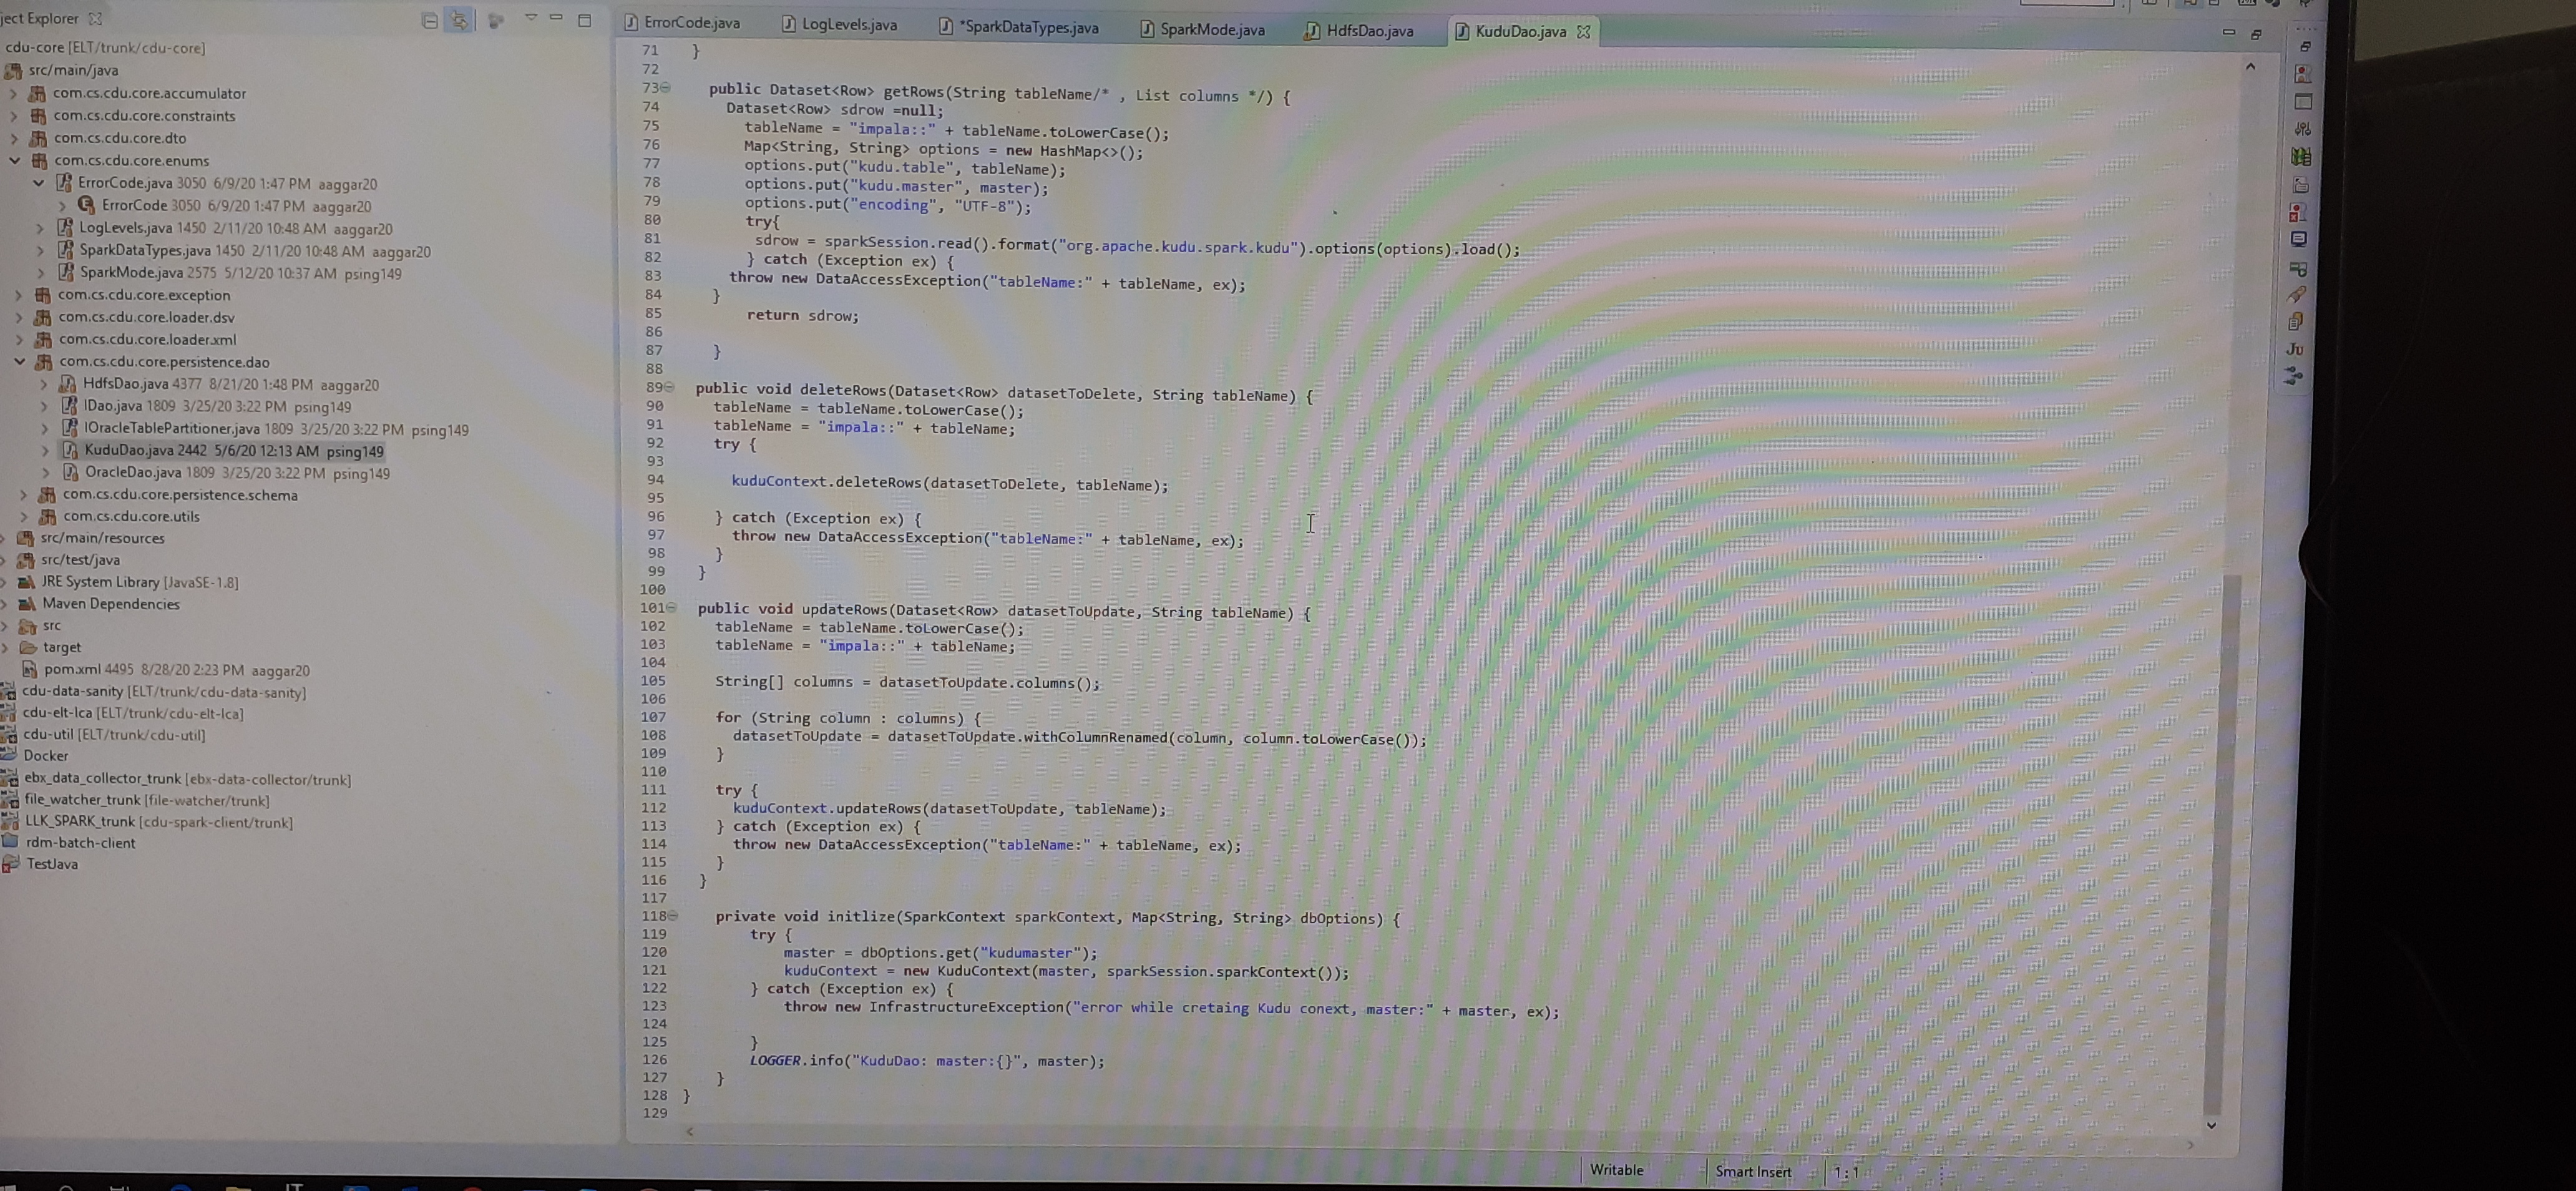 ject Explorer
cdu-core [ELT/trunk/cdu-core]
src/main/java
com.cs.cdu.core.accumulator
com.cs.cdu.core.constraints
com.cs.cdu.core.dto
com.cs.cdu.core.enums
ErrorCode.java 3050 6/9/20 1:47 PM aaggar20
ErrorCode 3050 6/9/20 1:47 PM aaggar20
LogLevels.java 1450 2/11/20 10:48 AM aaggar20
SparkDataTypes.java 1450 2/11/20 10:48 AM aaggar20
SparkMode.java 2575 5/12/20 10:37 AM psing149
com.cs.cdu.core.exception
com.cs.cdu.core.loader.dsv
com.cs.cdu.core.loader.xml
com.cs.cdu.core.persistence.dao
HdfsDao.java 4377 8/21/20 1:48 PM aaggar20
IDao.java 1809 3/25/20 3:22 PM psing149
IOracleTablePartitioner.java 1809 3/25/20 3:22 PM psing149
KuduDao.java 2442 5/6/20 12:13 AM psing149
OracleDao.java 1809 3/25/20 3:22 PM psing149
com.cs.cdu.core.persistence.schema
com.cs.cdu.core.utils
src/main/resources
src/test/java
JRE System Library [JavaSE-1.8]
Maven Dependencies
src
target
pom.xml 4495 8/28/20 2:23 PM aaggar20
cdu-data-sanity [ELT/trunk/cdu-data-sanity]
cdu-elt-lca [ELT/trunk/cdu-elt-lca]
cdu-util [ELT/trunk/cdu-util]
Docker
ebx_data_collector_trunk [ebx-data-collector/trunk]
file_watcher_trunk [file-watcher/trunk]
LLK_SPARK_trunk [cdu-spark-client/trunk]
rdm-batch-client
TestJava
ErrorCode.java LogLevels.java *SparkDataTypes.java SparkMode.java HdfsDao.java KuduDao.java
71 }
72
73 public Dataset<Row> getRows(String tableName/* , List columns */) {
74 Dataset<Row> sdrow =null;
75 tableName = "impala::" + tableName.toLowerCase();
76 Map<String, String> options = new HashMap<>();
77 options.put("kudu.table", tableName);
78 options.put("kudu.master", master);
79 options.put("encoding", "UTF-8");
80 try{
81 sdrow = sparkSession.read().format("org.apache.kudu.spark.kudu").options(options).load();
82 } catch (Exception ex) {
83 throw new DataAccessException("tableName:" + tableName, ex);
84 }
85 return sdrow;
86
87 }
88
89 public void deleteRows(Dataset<Row> datasetToDelete, String tableName) {
90 tableName = tableName.toLowerCase();
91 tableName = "impala::" + tableName;
92 try {
93
94 kuduContext.deleteRows(datasetToDelete, tableName);
95
96 } catch (Exception ex) {
97 throw new DataAccessException("tableName:" + tableName, ex);
98 }
99 }
100
101 public void updateRows(Dataset<Row> datasetToUpdate, String tableName) {
102 tableName = tableName.toLowerCase();
103 tableName = "impala::" + tableName;
104
105 String[] columns = datasetToUpdate.columns();
106
107 for (String column : columns) {
108 datasetToUpdate = datasetToUpdate.withColumnRenamed(column, column.toLowerCase());
109 }
110
111 try {
112 kuduContext.updateRows(datasetToUpdate, tableName);
113 } catch (Exception ex) {
114 throw new DataAccessException("tableName:" + tableName, ex);
115 }
116 }
117
118 private void initlize(SparkContext sparkContext, Map<String, String> dbOptions) {
119 try {
120 master = dbOptions.get("kudumaster");
121 kuduContext = new KuduContext(master, sparkSession.sparkContext());
122 } catch (Exception ex) {
123 throw new InfrastructureException("error while cretaing Kudu conext, master:" + master, ex);
124
125 }
126 LOGGER.info("KuduDao: master:{}", master);
127 }
128 }
129
Ju
Writable Smart Insert 1 : 1